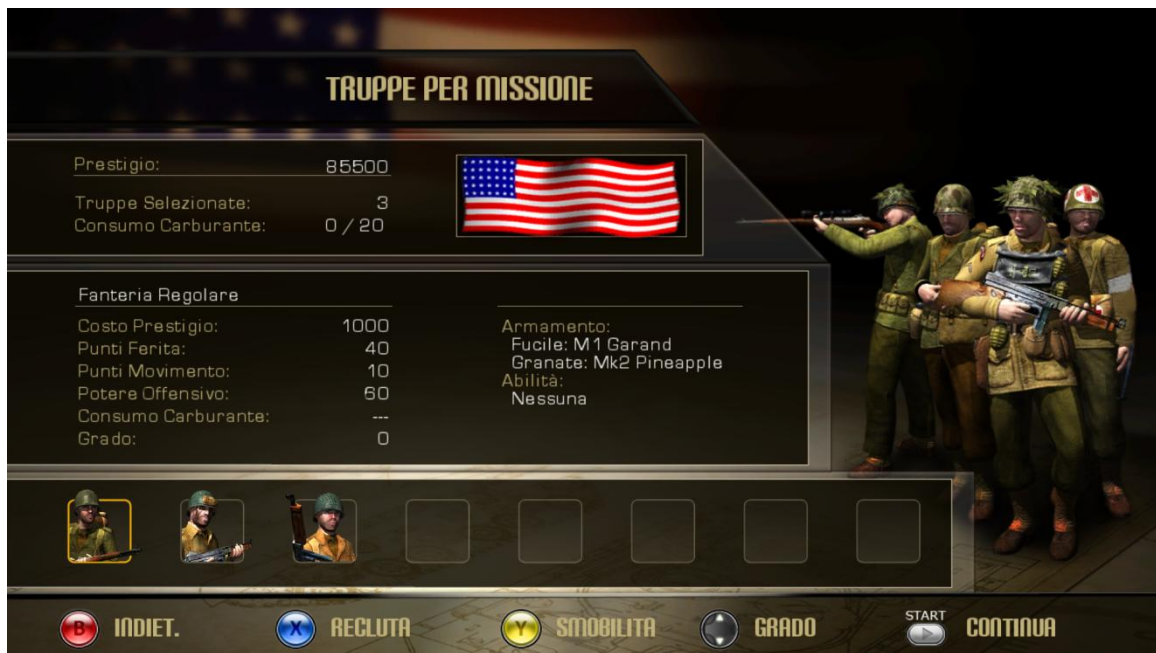 TRUPPE PER MISSIONE
Prestigio: 85500
Truppe Selezionate: 3
Consumo Carburante: 0 / 20
Fanteria Regolare
Costo Prestigio: 1000
Punti Ferita: 40
Punti Movimento: 10
Potere Offensivo: 60
Consumo Carburante: ---
Grado: 0
Armamento:
Fucile: M1 Garand
Granate: Mk2 Pineapple
Abilità:
Nessuna
B INDIET. X RECLUTA Y SMOBILITA GRADO START CONTINUA